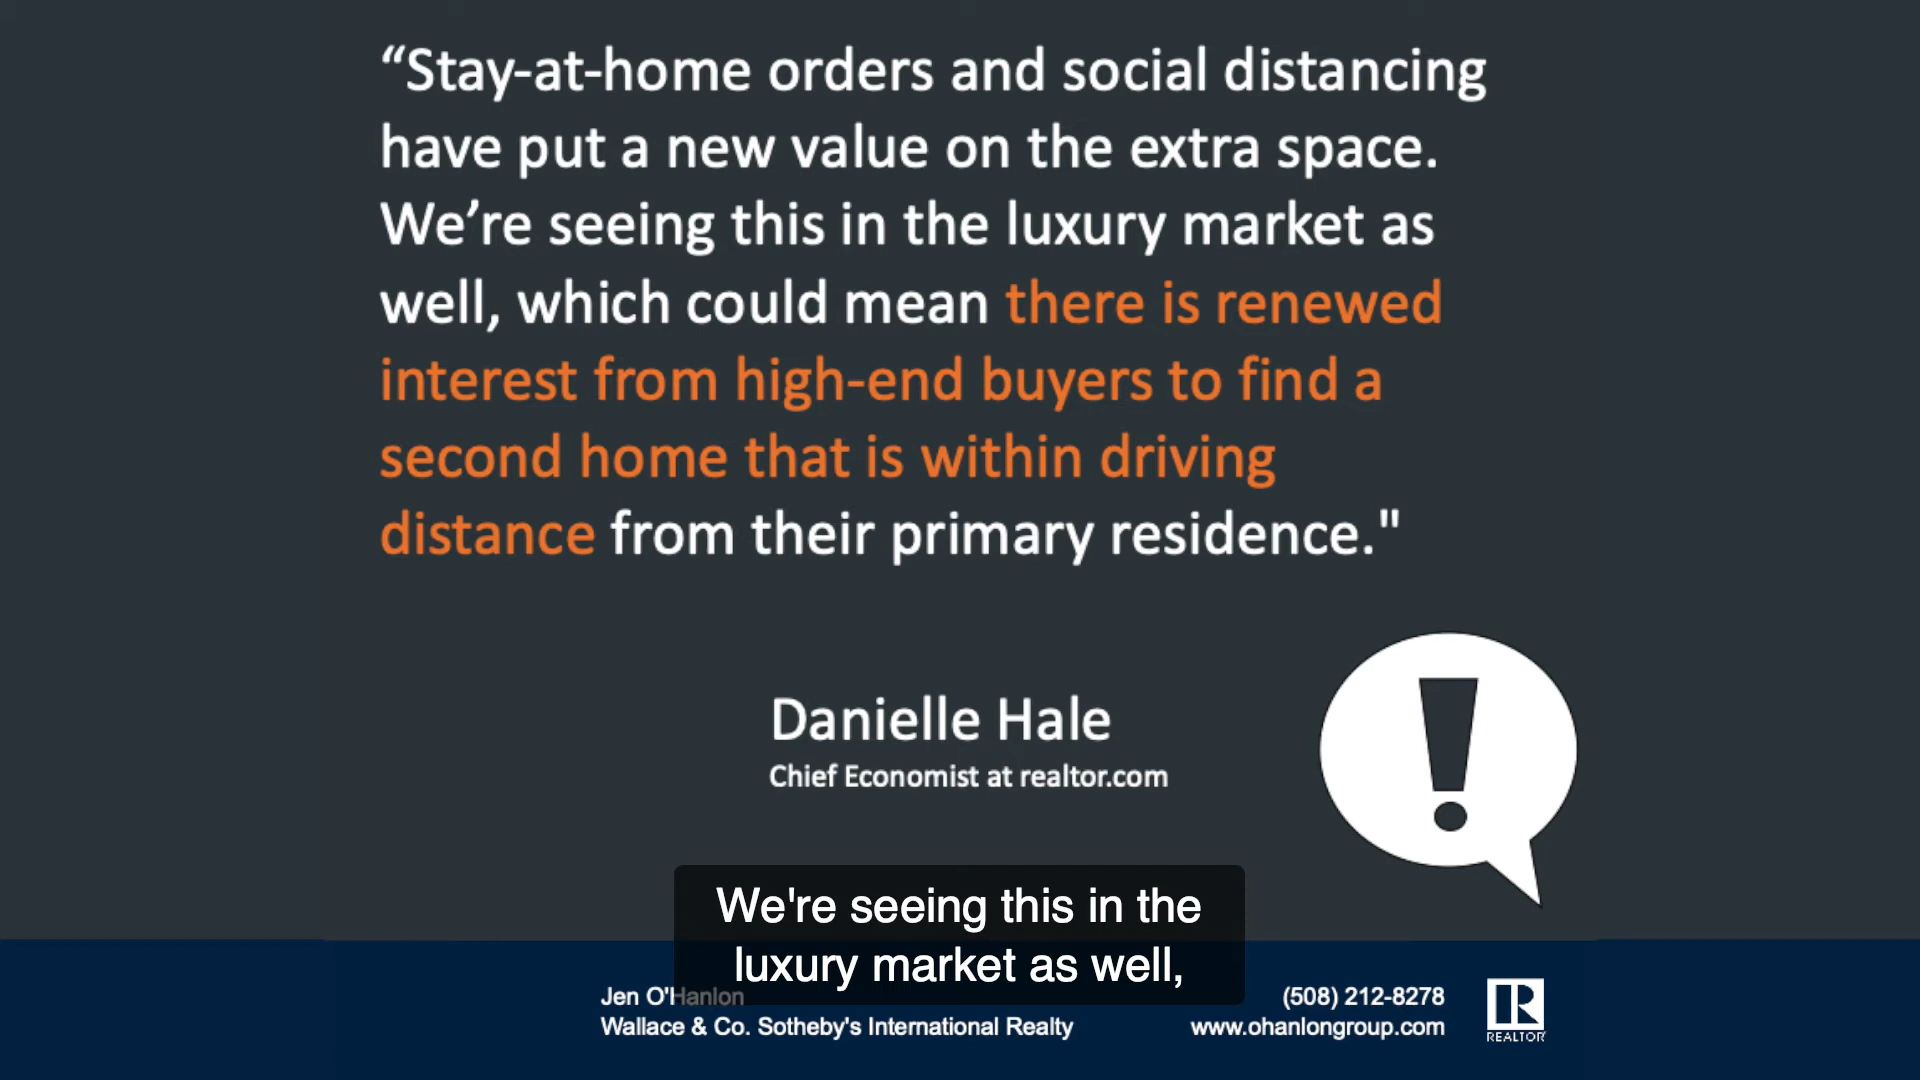 “Stay-at-home orders and social distancing
have put a new value on the extra space.
We’re seeing this in the luxury market as
well, which could mean there is renewed
interest from high-end buyers to find a
second home that is within driving
distance from their primary residence."
Danielle Hale
Chief Economist at realtor.com
!
We're seeing this in the
luxury market as well,
Jen O'Hanlon
Wallace & Co. Sotheby's International Realty
(508) 212-8278
www.ohanlongroup.com
R
REALTOR